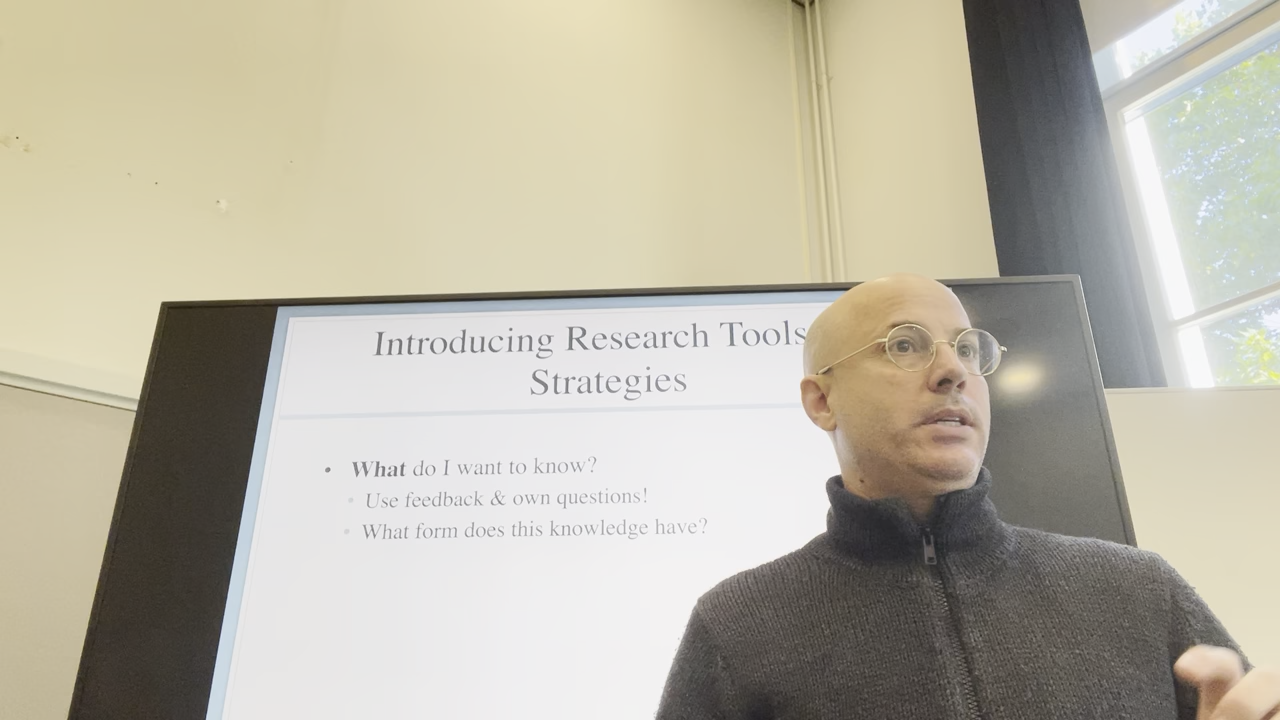 Introducing Research Tools
Strategies
• What do I want to know?
• Use feedback & own questions!
• What form does this knowledge have?